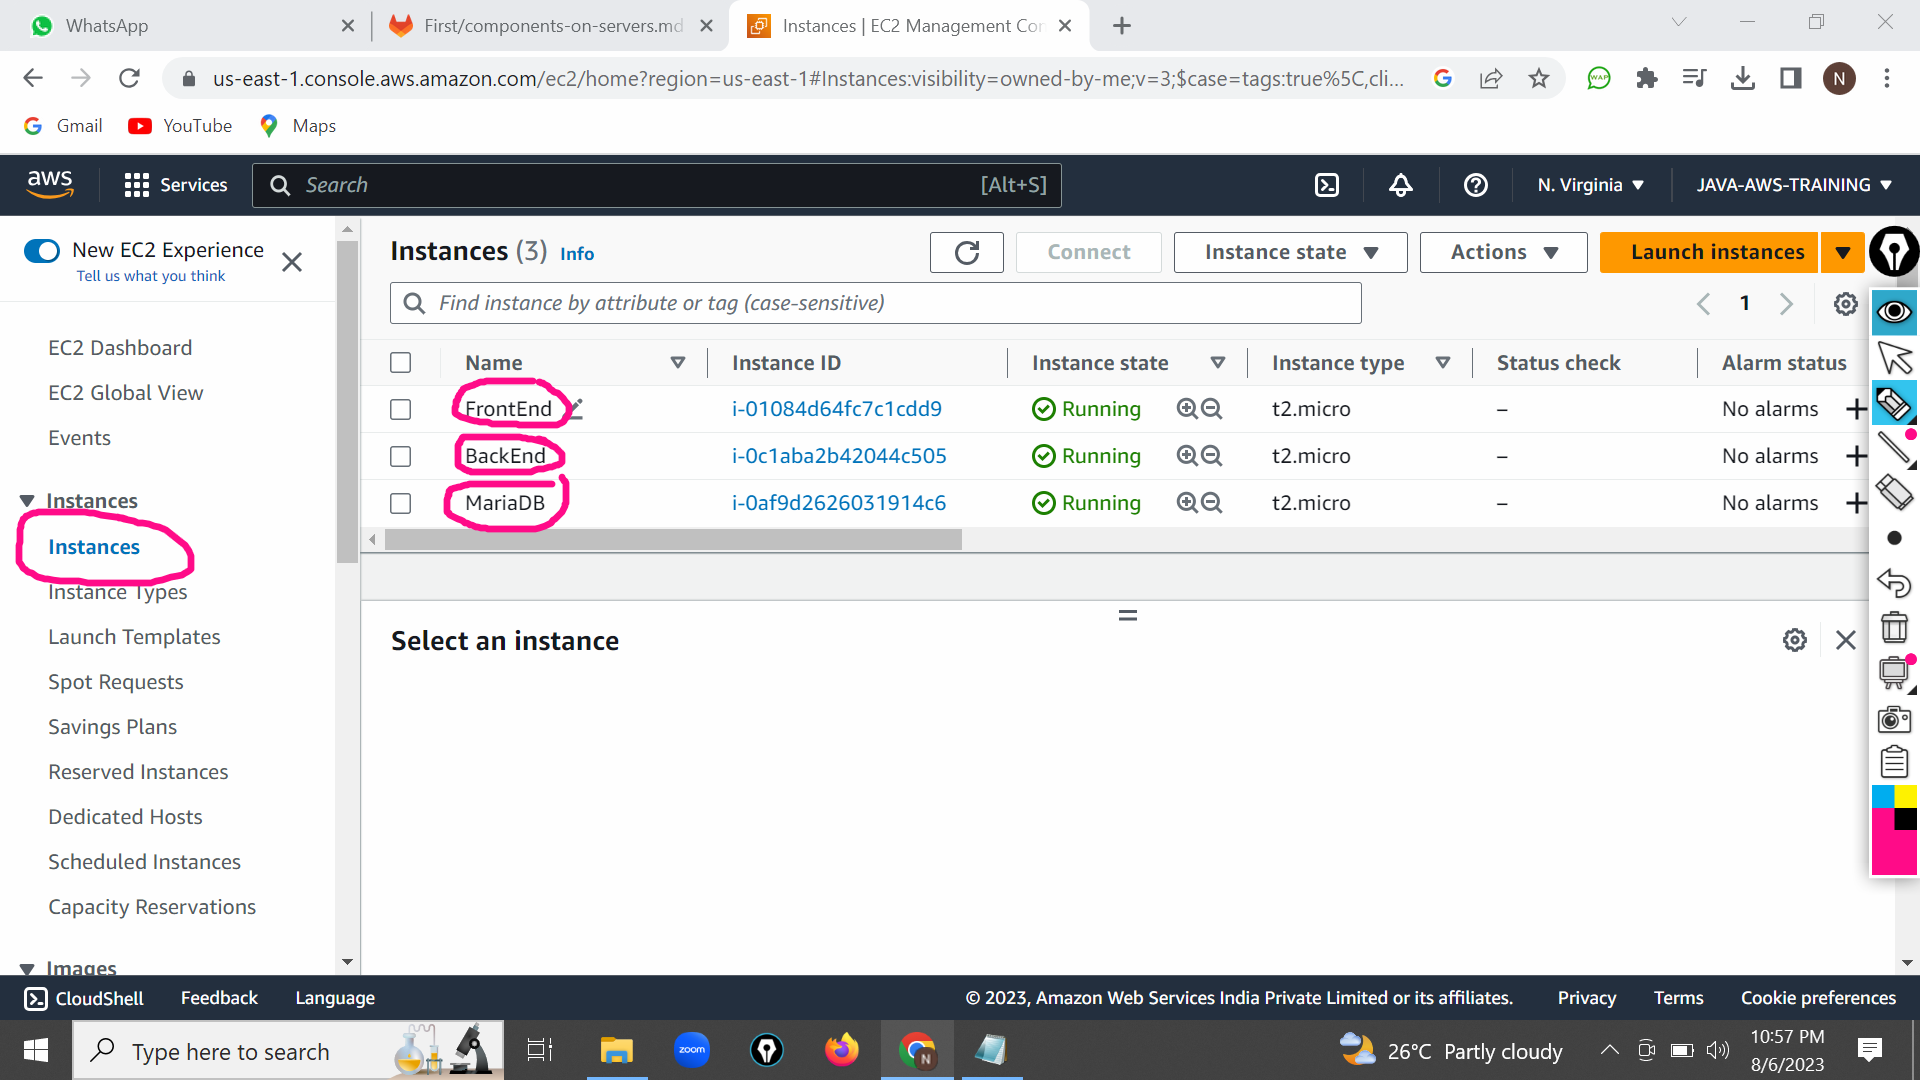 WhatsApp
First/components-on-servers.md
Instances | EC2 Management Con
us-east-1.console.aws.amazon.com/ec2/home?region=us-east-1#Instances:visibility=owned-by-me;v=3;$case=tags:true%5C,cli...
WAP
N
Gmail YouTube Maps
aws Services Search [Alt+S] N. Virginia JAVA-AWS-TRAINING
New EC2 Experience
Tell us what you think
EC2 Dashboard
EC2 Global View
Events
Instances
Instances
Instance Types
Launch Templates
Spot Requests
Savings Plans
Reserved Instances
Dedicated Hosts
Scheduled Instances
Capacity Reservations
Images
Instances (3) Info Connect Instance state Actions Launch instances
Find instance by attribute or tag (case-sensitive) 1
Name Instance ID Instance state Instance type Status check Alarm status
FrontEnd i-01084d64fc7c1cdd9 Running t2.micro – No alarms
BackEnd i-0c1aba2b42044c505 Running t2.micro – No alarms
MariaDB i-0af9d2626031914c6 Running t2.micro – No alarms
Select an instance
CloudShell Feedback Language © 2023, Amazon Web Services India Private Limited or its affiliates. Privacy Terms Cookie preferences
Type here to search zoom N 26°C Partly cloudy 10:57 PM
8/6/2023